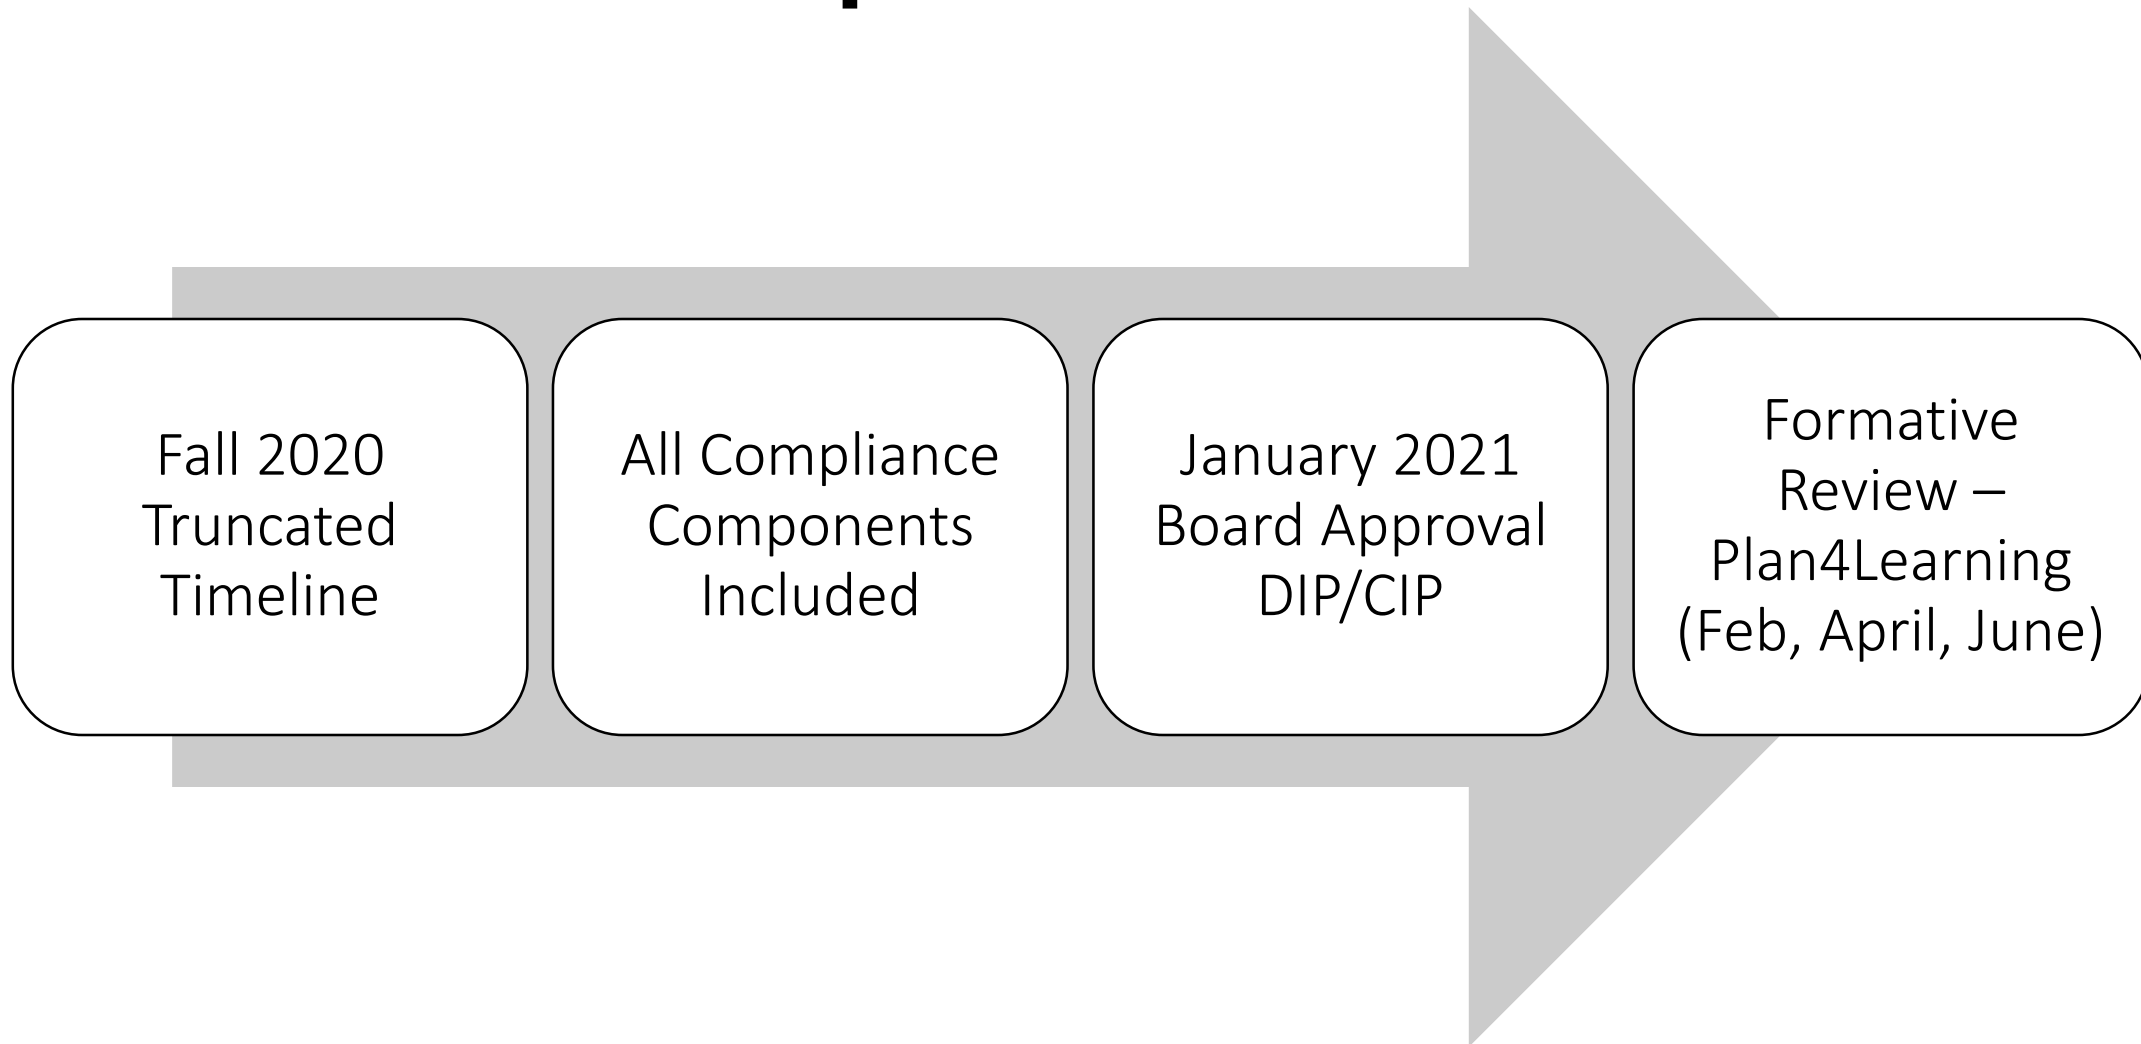 Fall 2020
Truncated
Timeline
All Compliance
Components
Included
January 2021
Board Approval
DIP/CIP
Formative
Review –
Plan4Learning
(Feb, April, June)